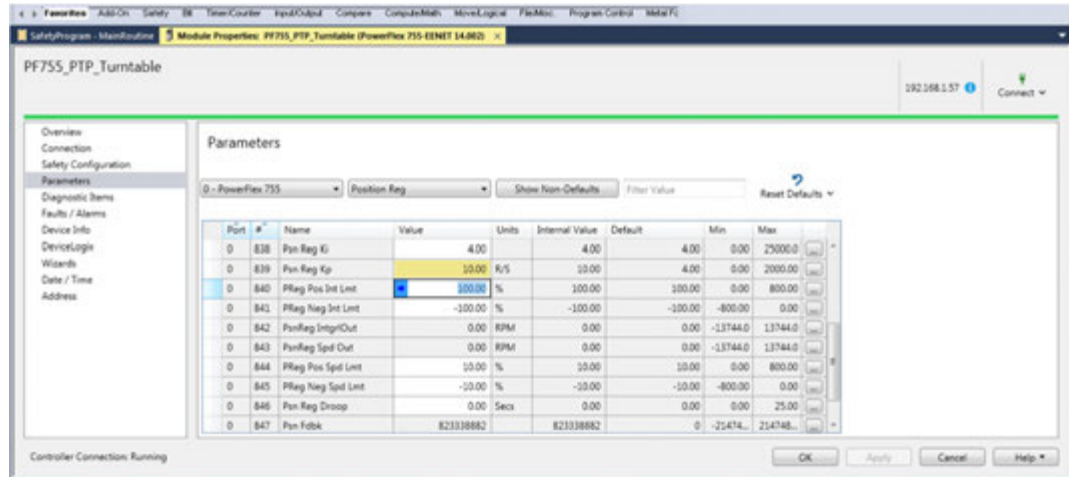 Favorites Add-On Safety Bit Timer/Counter Input/Output Compare Compute/Math Move/Logical File/Misc. Program Control
SafetyProgram - MainRoutine Module Properties: PF755_PTP_Turntable (PowerFlex 755-EENET 14.002) ×
PF755_PTP_Turntable
192.168.1.57
Connect
Overview
Connection
Safety Configuration
Parameters
Diagnostic Items
Faults / Alarms
Device Info
DeviceLogix
Wizards
Date / Time
Address
Parameters
0 - PowerFlex 755 Position Reg Show Non-Defaults Filter Value Reset Defaults
Port # Name Value Units Internal Value Default Min Max
0 838 Psn Reg Ki 4.00 4.00 4.00 0.00 25000.0 ...
0 839 Psn Reg Kp 10.00 R/S 10.00 4.00 0.00 2000.00 ...
0 840 PReg Pos Int Lmt 100.00 % 100.00 100.00 0.00 800.00 ...
0 841 PReg Neg Int Lmt -100.00 % -100.00 -100.00 -800.00 0.00 ...
0 842 PsnReg IntgrlOut 0.00 RPM 0.00 0.00 -13744.0 13744.0 ...
0 843 PsnReg Spd Out 0.00 RPM 0.00 0.00 -13744.0 13744.0 ...
0 844 PReg Pos Spd Lmt 10.00 % 10.00 10.00 0.00 800.00 ...
0 845 PReg Neg Spd Lmt -10.00 % -10.00 -10.00 -800.00 0.00 ...
0 846 Psn Reg Droop 0.00 Secs 0.00 0.00 0.00 25.00 ...
0 847 Psn Fdbk 823338882 823338882 0 -21474... 214748... ...
Controller Connection: Running
OK Apply Cancel Help